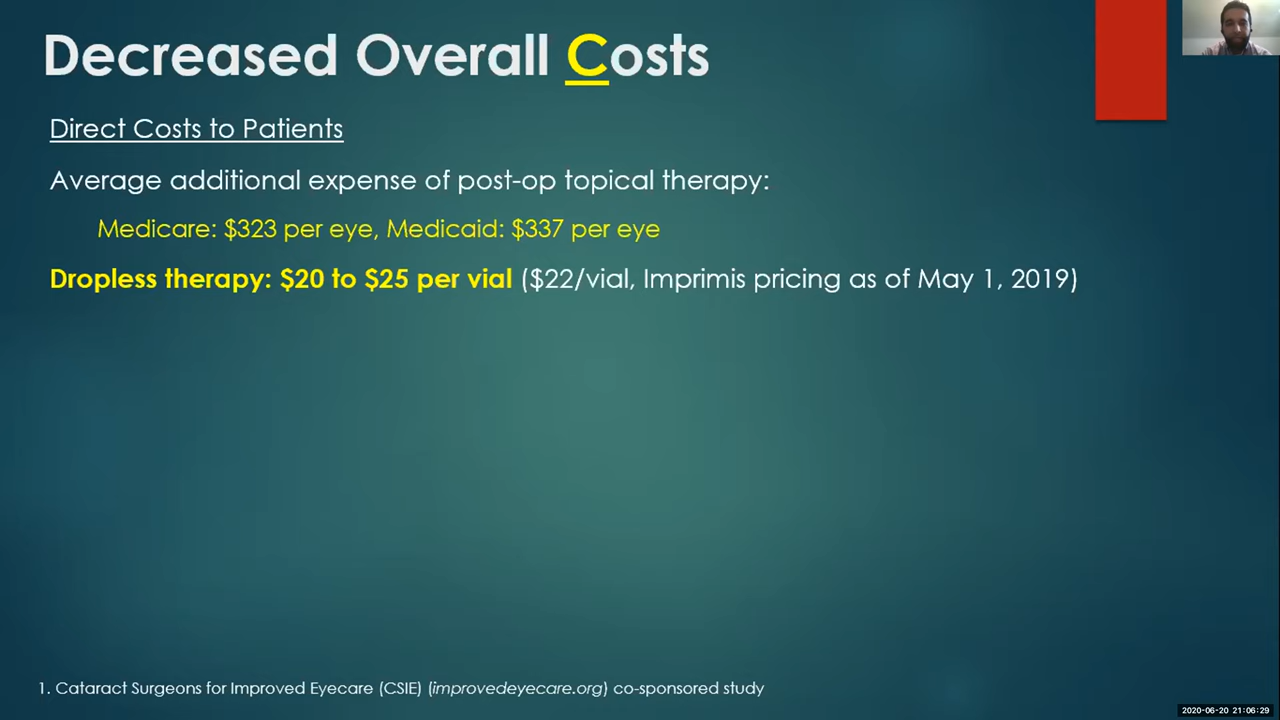 Decreased Overall Costs
Direct Costs to Patients
Average additional expense of post-op topical therapy:
Medicare: $323 per eye, Medicaid: $337 per eye
Dropless therapy: $20 to $25 per vial ($22/vial, Imprimis pricing as of May 1, 2019)
1. Cataract Surgeons for Improved Eyecare (CSIE) (improvedeyecare.org) co-sponsored study
2020-06-20 21:06:29